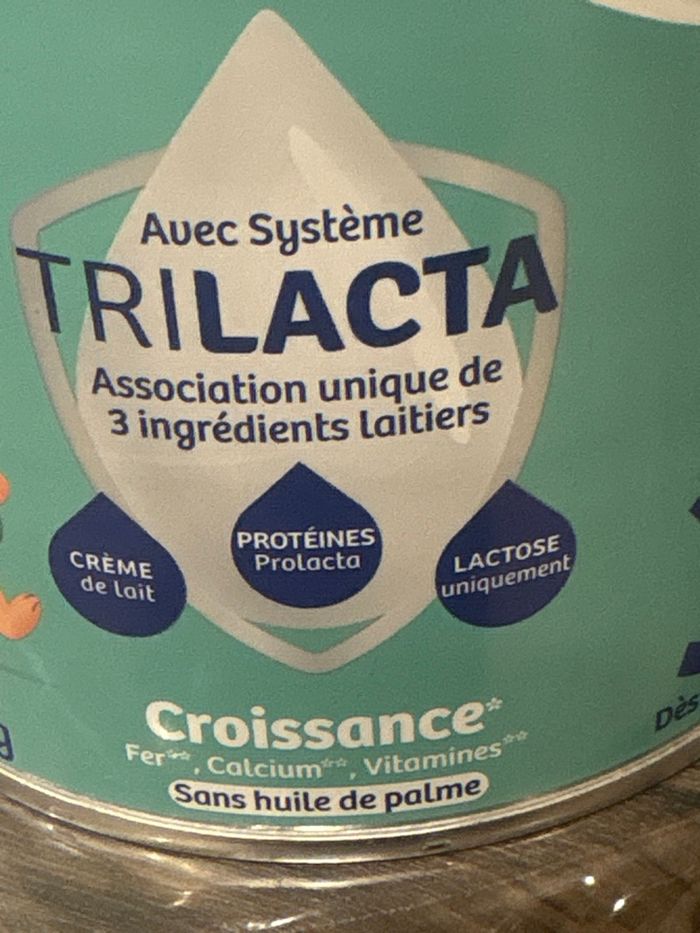 Avec Système
TRILACTA
Association unique de
3 ingrédients laitiers
CRÈME
de lait
PROTÉINES
Prolacta
LACTOSE
uniquement
Croissance*
Fer**, Calcium**, Vitamines**
Sans huile de palme
Dès